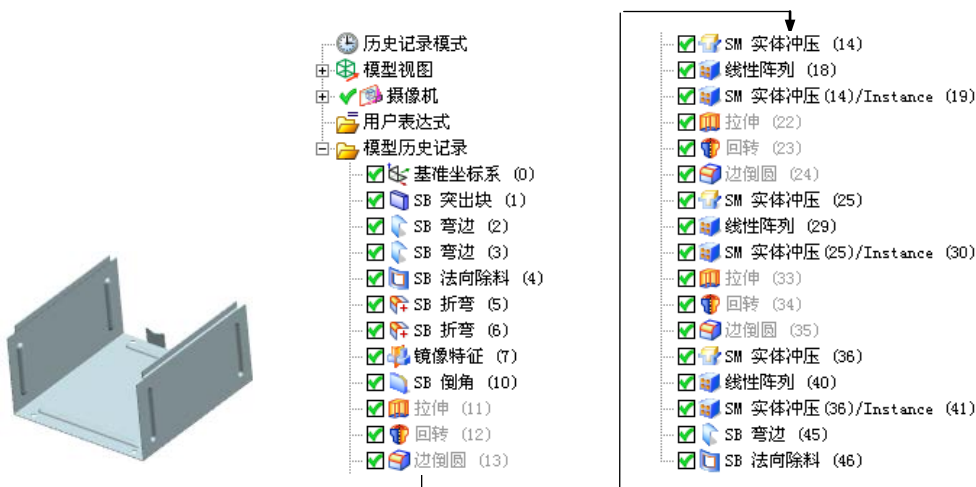 历史记录模式
模型视图
摄像机
用户表达式
模型历史记录
基准坐标系 (0)
SB 突出块 (1)
SB 弯边 (2)
SB 弯边 (3)
SB 法向除料 (4)
SB 折弯 (5)
SB 折弯 (6)
镜像特征 (7)
SB 倒角 (10)
拉伸 (11)
回转 (12)
边倒圆 (13)
SM 实体冲压 (14)
线性阵列 (18)
SM 实体冲压(14)/Instance (19)
拉伸 (22)
回转 (23)
边倒圆 (24)
SM 实体冲压 (25)
线性阵列 (29)
SM 实体冲压(25)/Instance (30)
拉伸 (33)
回转 (34)
边倒圆 (35)
SM 实体冲压 (36)
线性阵列 (40)
SM 实体冲压(36)/Instance (41)
SB 弯边 (45)
SB 法向除料 (46)